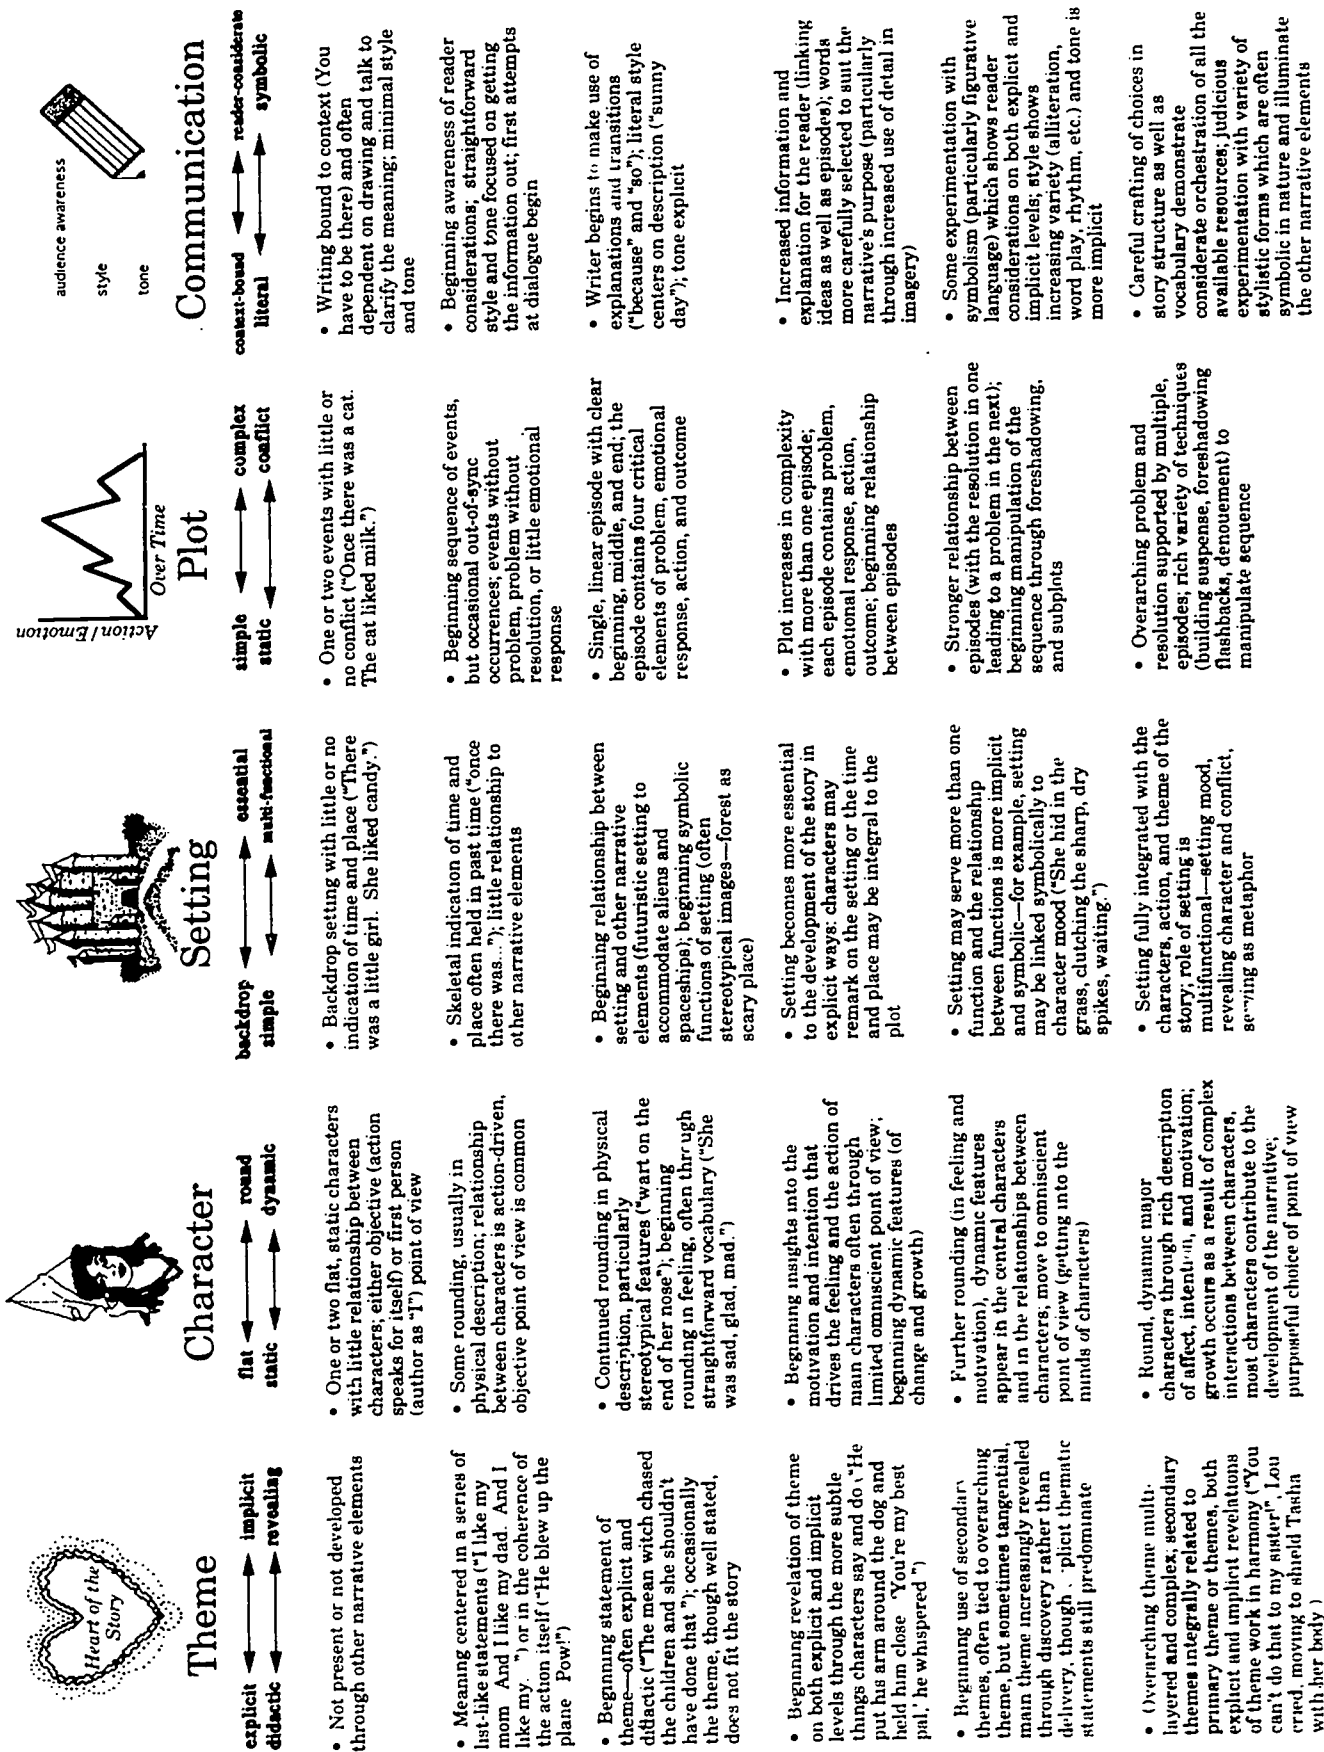 Heart of the
Story
Theme
explicit implicit
didactic revealing
• Not present or not developed
through other narrative elements
• Meaning centered in a series of
list-like statements ("I like my
mom And I like my dad. And I
like my. ") or in the coherence of
the action itself ("He blew up the
plane Pow!")
• Beginning statement of
theme—often explicit and
didactic ("The mean witch chased
the children and she shouldn't
have done that "); occasionally
the theme, though well stated,
does not fit the story
• Beginning revelation of theme
on both explicit and implicit
levels through the more subtle
things characters say and do ("He
put his arm around the dog and
held him close 'You're my best
pal,' he whispered ")
• Beginning use of secondary
themes, often tied to overarching
theme, but sometimes tangential,
main theme increasingly revealed
through discovery rather than
delivery, though plicit thematic
statements still predominate
• Overarching theme multi-
layered and complex, secondary
themes integrally related to
primary theme or themes, both
explicit and implicit revelations
of theme work in harmony ("You
can't do that to my sister!", Lou
cried, moving to shield Tasha
with her body )
Character
flat round
static dynamic
• One or two flat, static characters
with little relationship between
characters; either objective (action
speaks for itself) or first person
(author as "I") point of view
• Some rounding, usually in
physical description; relationship
between characters is action-driven,
objective point of view is common
• Continued rounding in physical
description, particularly
stereotypical features ("wart on the
end of her nose"); beginning
rounding in feeling, often through
straightforward vocabulary ("She
was sad, glad, mad.")
• Beginning insights into the
motivation and intention that
drives the feeling and the action of
main characters often through
limited omniscient point of view;
beginning dynamic features (of
change and growth)
• Further rounding (in feeling and
motivation), dynamic features
appear in the central characters
and in the relationships between
characters; move to omniscient
point of view (getting into the
minds of characters)
• Round, dynamic major
characters through rich description
of affect, intention, and motivation;
growth occurs as a result of complex
interactions between characters,
most characters contribute to the
development of the narrative;
purposeful choice of point of view
Setting
backdrop essential
simple multi-functional
• Backdrop setting with little or no
indication of time and place ("There
was a little girl. She liked candy.")
• Skeletal indication of time and
place often held in past time ("once
there was..."); little relationship to
other narrative elements
• Beginning relationship between
setting and other narrative
elements (futuristic setting to
accommodate aliens and
spaceships); beginning symbolic
functions of setting (often
stereotypical images—forest as
scary place)
• Setting becomes more essential
to the development of the story in
explicit ways: characters may
remark on the setting or the time
and place may be integral to the
plot
• Setting may serve more than one
function and the relationship
between functions is more implicit
and symbolic—for example, setting
may be linked symbolically to
character mood ("She hid in the
grass, clutching the sharp, dry
spikes, waiting.")
• Setting fully integrated with the
characters, action, and theme of the
story; role of setting is
multifunctional—setting mood,
revealing character and conflict,
serving as metaphor
Action / Emotion
Over Time
Plot
simple complex
static conflict
• One or two events with little or
no conflict ("Once there was a cat.
The cat liked milk.")
• Beginning sequence of events,
but occasional out-of-sync
occurrences; events without
problem, problem without
resolution, or little emotional
response
• Single, linear episode with clear
beginning, middle, and end; the
episode contains four critical
elements of problem, emotional
response, action, and outcome
• Plot increases in complexity
with more than one episode;
each episode contains problem,
emotional response, action,
outcome; beginning relationship
between episodes
• Stronger relationship between
episodes (with the resolution in one
leading to a problem in the next);
beginning manipulation of the
sequence through foreshadowing,
and subplots
• Overarching problem and
resolution supported by multiple,
episodes; rich variety of techniques
(building suspense, foreshadowing
flashbacks, denouement) to
manipulate sequence
audience awareness
style
tone
Communication
context-bound reader-considerate
literal symbolic
• Writing bound to context (You
have to be there) and often
dependent on drawing and talk to
clarify the meaning; minimal style
and tone
• Beginning awareness of reader
considerations; straightforward
style and tone focused on getting
the information out; first attempts
at dialogue begin
• Writer begins to make use of
explanations and transitions
("because" and "so"); literal style
centers on description ("sunny
day"); tone explicit
• Increased information and
explanation for the reader (linking
ideas as well as episodes); words
more carefully selected to suit the
narrative's purpose (particularly
through increased use of detail in
imagery)
• Some experimentation with
symbolism (particularly figurative
language) which shows reader
considerations on both explicit and
implicit levels; style shows
increasing variety (alliteration,
word play, rhythm, etc.) and tone is
more implicit
• Careful crafting of choices in
story structure as well as
vocabulary demonstrate
considerate orchestration of all the
available resources; judicious
experimentation with variety of
stylistic forms which are often
symbolic in nature and illuminate
the other narrative elements